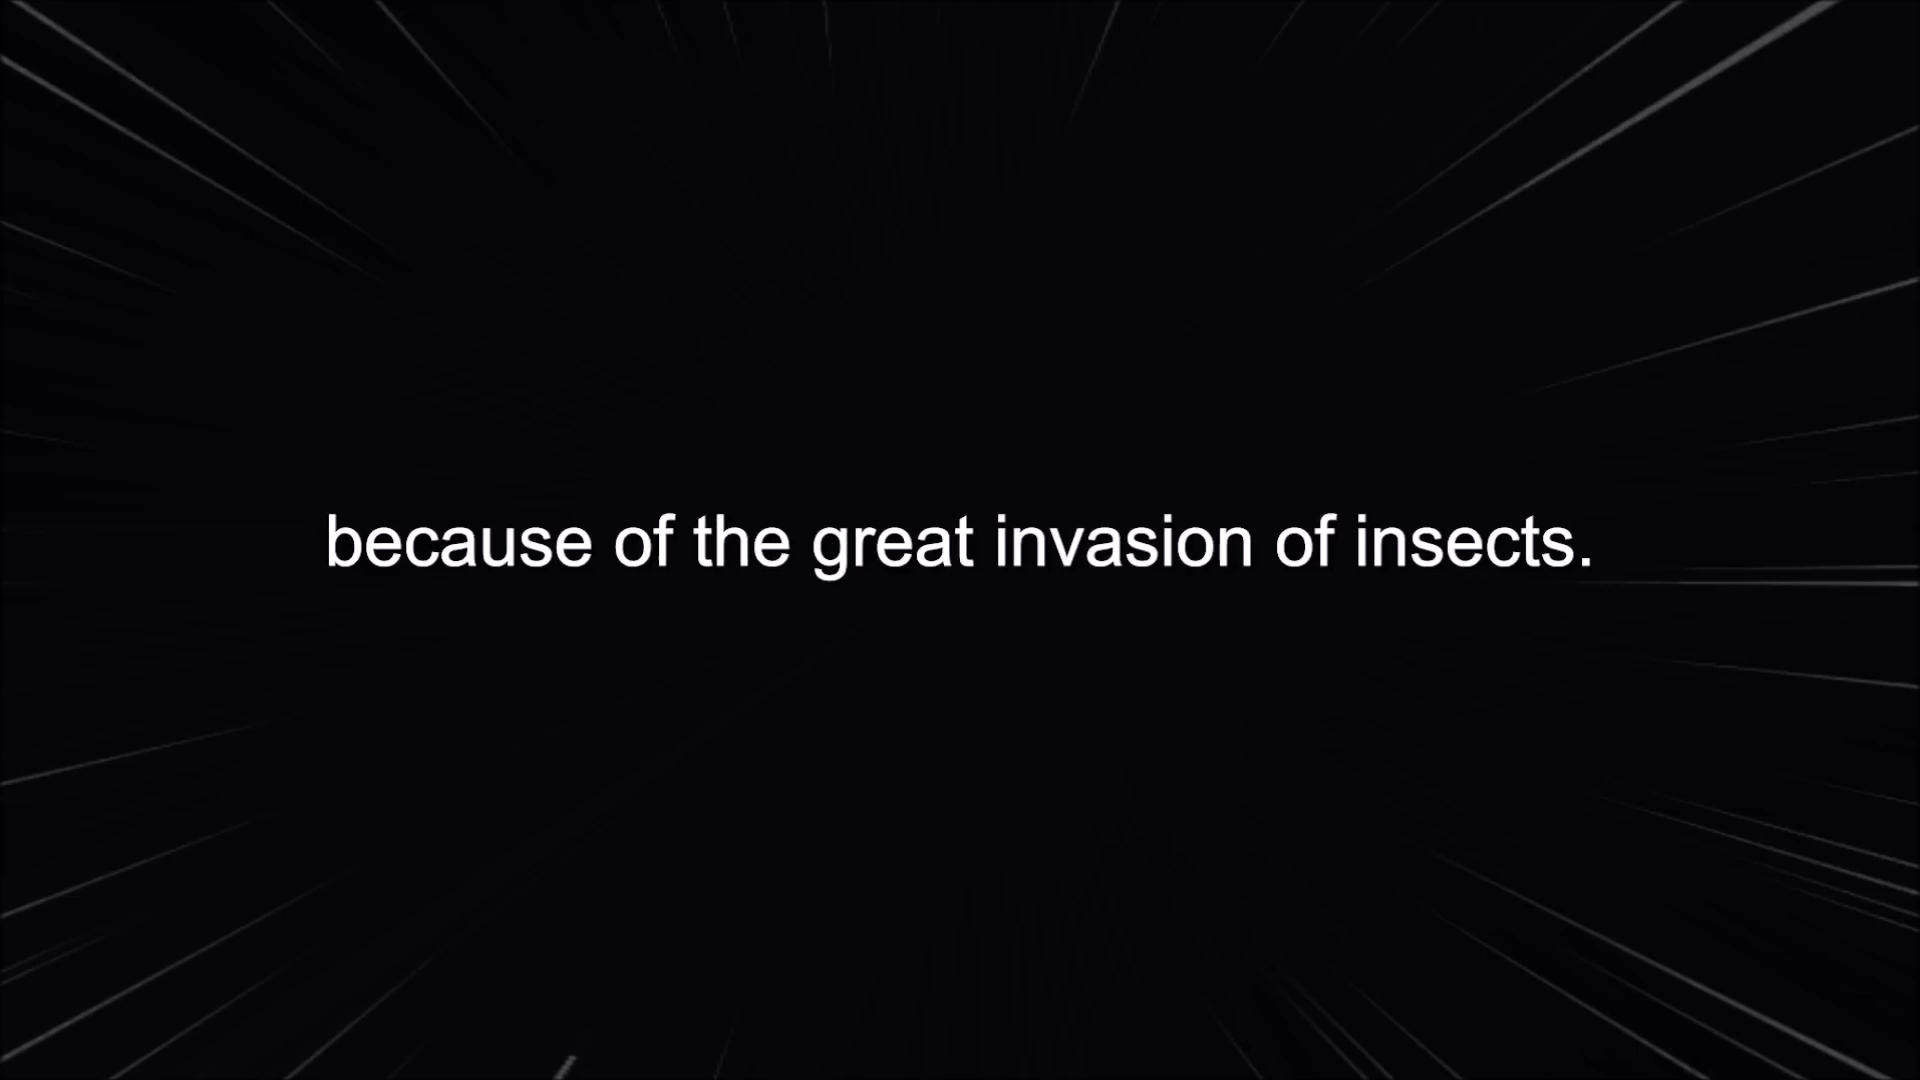 because of the great invasion of insects.